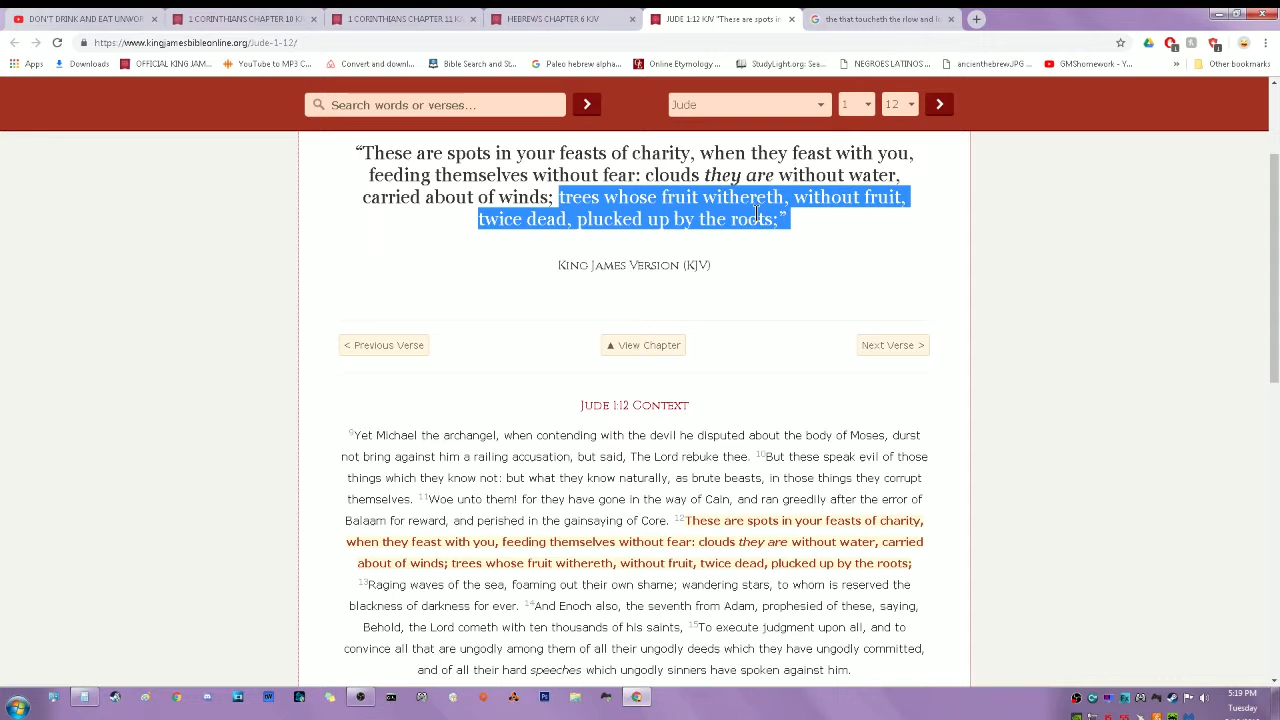 DON'T DRINK AND EAT UNWOR
1 CORINTHIANS CHAPTER 10 KJ
1 CORINTHIANS CHAPTER 11 KJ
HEBREWS CHAPTER 1 KJV
JUDE 1:12 KJV "These are spots in
the that toucheth the rlow and le
https://www.kingjamesbibleonline.org/Jude-1-12/
Apps
Downloads
OFFICIAL KING JAM...
YouTube to MP3 C...
Convert and downl...
Bible Search and St...
Paleo hebrew alpha...
Online Etymology ...
StudyLight.org: See...
NEGROES LATINOS ...
ancienthebrewJPG ...
GMShomework - Y...
»
Other bookmarks
Search words or verses...
Jude
1
12
“These are spots in your feasts of charity, when they feast with you,
feeding themselves without fear: clouds they are without water,
carried about of winds; trees whose fruit withereth, without fruit,
twice dead, plucked up by the roots;”
King James Version (KJV)
< Previous Verse
▲ View Chapter
Next Verse >
Jude 1:12 Context
9Yet Michael the archangel, when contending with the devil he disputed about the body of Moses, durst
not bring against him a railing accusation, but said, The Lord rebuke thee. 10But these speak evil of those
things which they know not: but what they know naturally, as brute beasts, in those things they corrupt
themselves. 11Woe unto them! for they have gone in the way of Cain, and ran greedily after the error of
Balaam for reward, and perished in the gainsaying of Core. 12These are spots in your feasts of charity,
when they feast with you, feeding themselves without fear: clouds they are without water, carried
about of winds; trees whose fruit withereth, without fruit, twice dead, plucked up by the roots;
13Raging waves of the sea, foaming out their own shame; wandering stars, to whom is reserved the
blackness of darkness for ever. 14And Enoch also, the seventh from Adam, prophesied of these, saying,
Behold, the Lord cometh with ten thousands of his saints, 15To execute judgment upon all, and to
convince all that are ungodly among them of all their ungodly deeds which they have ungodly committed,
and of all their hard speeches which ungodly sinners have spoken against him.
5:19 PM
Tuesday